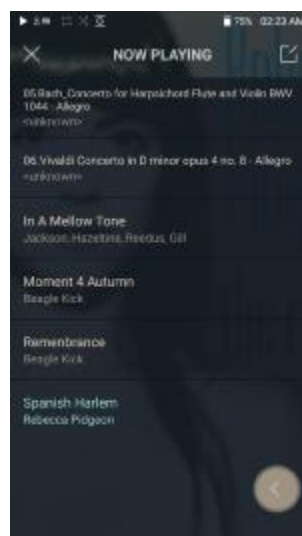 75% 02:23 AM
NOW PLAYING
05.Bach_Concerto for Harpsichord Flute and Violin BWV
1044 - Allegro
<unknown>
06.Vivaldi Concerto in D minor opus 4 no. 8 - Allegro
<unknown>
In A Mellow Tone
Jackson, Hazeltine, Reedus, Gill
Moment 4 Autumn
Beagle Kick
Remembrance
Beagle Kick
Spanish Harlem
Rebecca Pidgeon